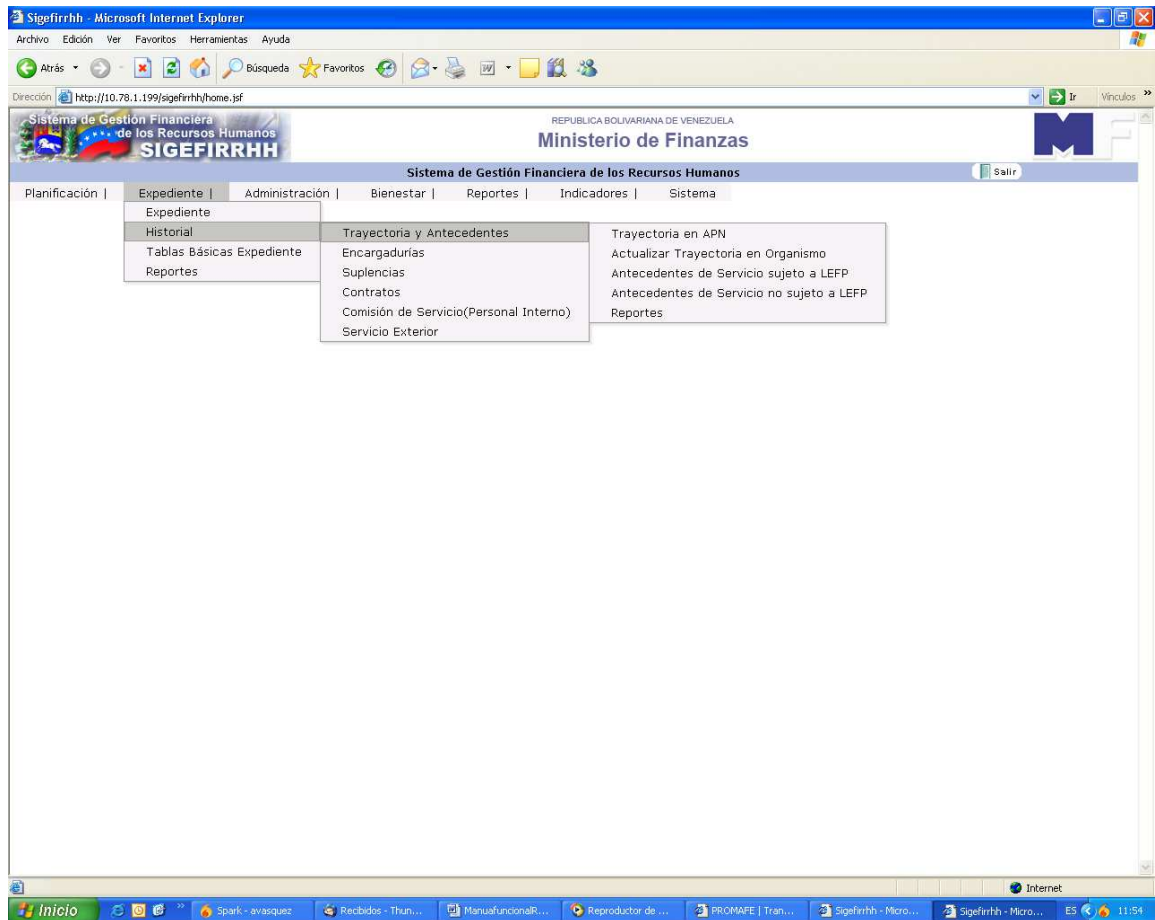 Sigefirrhh - Microsoft Internet Explorer
Archivo Edición Ver Favoritos Herramientas Ayuda
Atrás Búsqueda Favoritos
Dirección http://10.78.1.199/sigefirrhh/home.jsf Ir Vínculos »
Sistema de Gestión Financiera
de los Recursos Humanos
SIGEFIRRHH
REPUBLICA BOLIVARIANA DE VENEZUELA
Ministerio de Finanzas
MF
Sistema de Gestión Financiera de los Recursos Humanos Salir
Planificación | Expediente | Administración | Bienestar | Reportes | Indicadores | Sistema
Expediente
Historial Trayectoria y Antecedentes Trayectoria en APN
Tablas Básicas Expediente Encargadurías Actualizar Trayectoria en Organismo
Reportes Suplencias Antecedentes de Servicio sujeto a LEFP
Contratos Antecedentes de Servicio no sujeto a LEFP
Comisión de Servicio(Personal Interno) Reportes
Servicio Exterior
Internet
Inicio » Spark - avasquez Recibidos - Thun... ManuafuncionalR... Reproductor de ... PROMAFE | Tran... Sigefirrhh - Micro... Sigefirrhh - Micro... ES 11:54